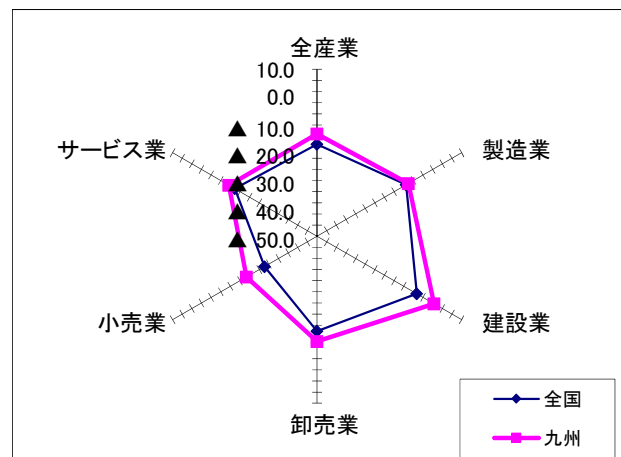 全産業
10.0
0.0
▲ 10.0
サービス業
製造業
▲ 20.0
▲ 30.0
▲ 40.0
▲ 50.0
小売業
建設業
卸売業
全国
九州